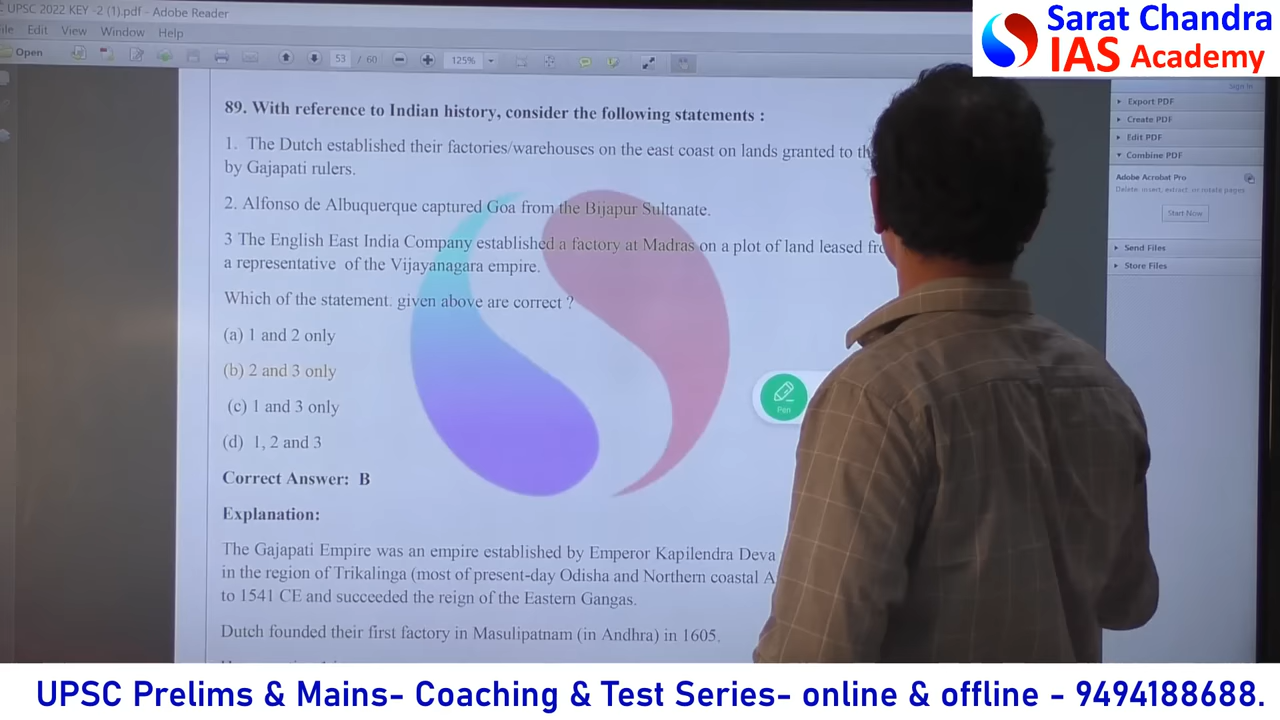 UPSC 2022 KEY -2 (1).pdf - Adobe Reader
Edit View Window Help
Open 53 / 60 125%
Sarat Chandra
IAS Academy
Sign In
Export PDF
Create PDF
Edit PDF
Combine PDF
Adobe Acrobat Pro
Delete, insert, extract, or rotate pages
Start Now
Send Files
Store Files
89. With reference to Indian history, consider the following statements :
1. The Dutch established their factories/warehouses on the east coast on lands granted to
by Gajapati rulers.
2. Alfonso de Albuquerque captured Goa from the Bijapur Sultanate.
3 The English East India Company established a factory at Madras on a plot of land leased
a representative of the Vijayanagara empire.
Which of the statement. given above are correct ?
(a) 1 and 2 only
(b) 2 and 3 only
(c) 1 and 3 only
(d) 1, 2 and 3
Pen
Correct Answer: B
Explanation:
The Gajapati Empire was an empire established by Emperor Kapilendra Deva
in the region of Trikalinga (most of present-day Odisha and Northern coastal A
to 1541 CE and succeeded the reign of the Eastern Gangas.
Dutch founded their first factory in Masulipatnam (in Andhra) in 1605.
UPSC Prelims & Mains- Coaching & Test Series- online & offline - 9494188688.